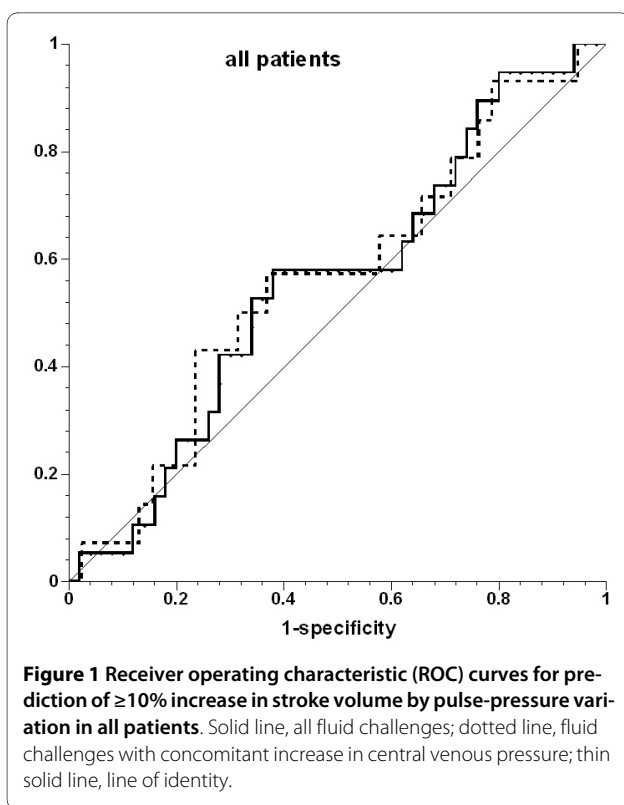 1
all patients
0.8
0.6
0.4
0.2
0
0
0.2
0.4
0.6
0.8
1
1-specificity
Figure 1 Receiver operating characteristic (ROC) curves for pre-
diction of ≥10% increase in stroke volume by pulse-pressure vari-
ation in all patients. Solid line, all fluid challenges; dotted line, fluid
challenges with concomitant increase in central venous pressure; thin
solid line, line of identity.